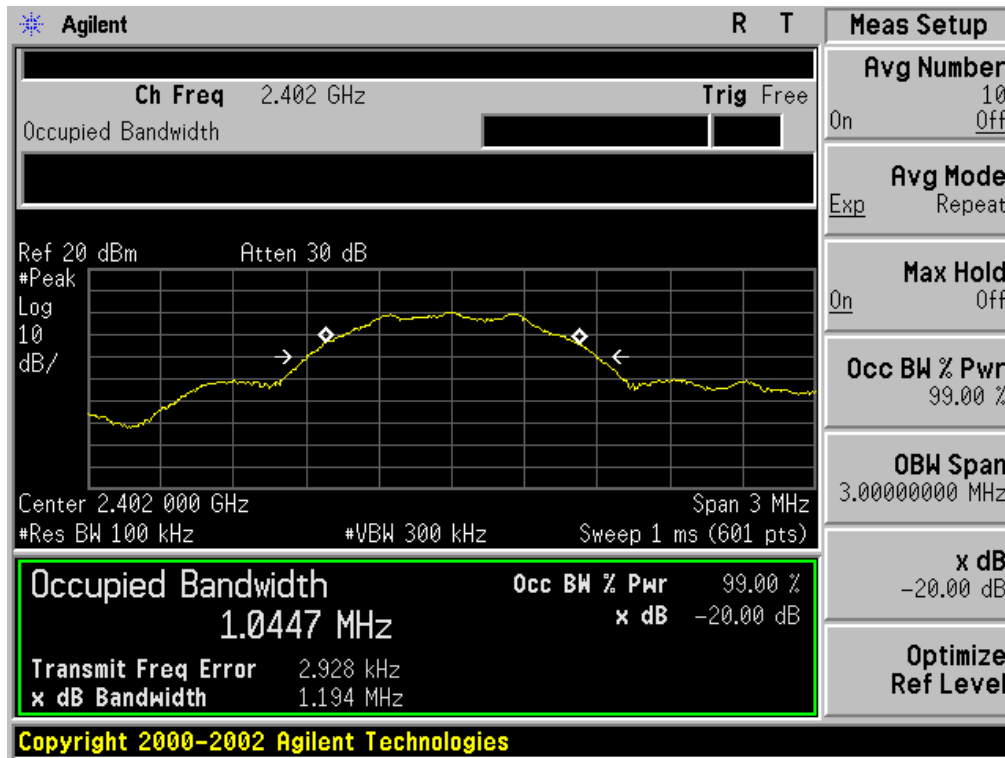 Agilent R T
Ch Freq 2.402 GHz Trig Free
Occupied Bandwidth
Ref 20 dBm Atten 30 dB
#Peak
Log
10
dB/
Center 2.402 000 GHz Span 3 MHz
#Res BW 100 kHz #VBW 300 kHz Sweep 1 ms (601 pts)
Occupied Bandwidth
1.0447 MHz
Occ BW % Pwr 99.00 %
x dB -20.00 dB
Transmit Freq Error 2.928 kHz
x dB Bandwidth 1.194 MHz
Copyright 2000-2002 Agilent Technologies
Meas Setup
Avg Number
10
On Off
Avg Mode
Exp Repeat
Max Hold
On Off
Occ BW % Pwr
99.00 %
OBW Span
3.00000000 MHz
x dB
-20.00 dB
Optimize
Ref Level